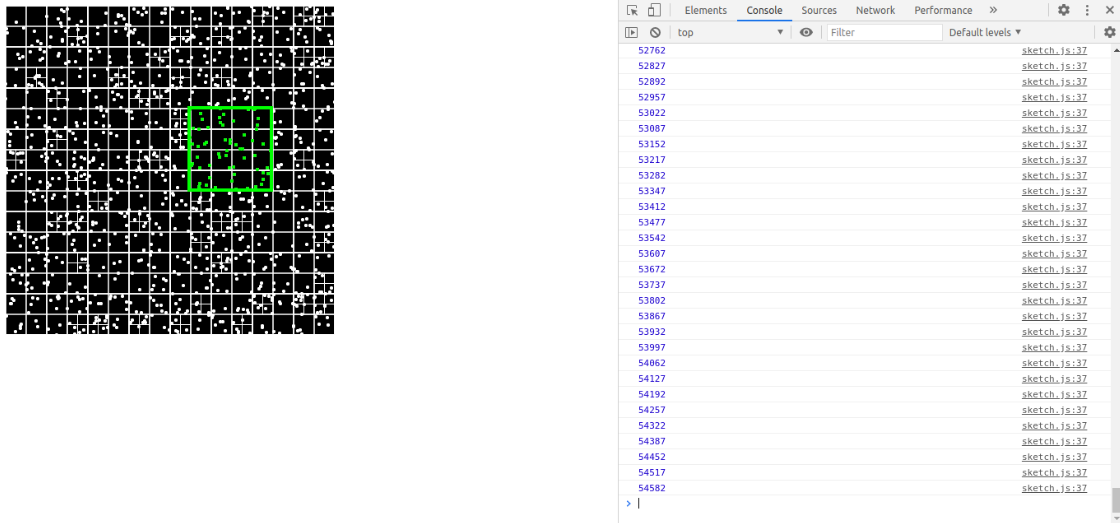 Elements Console Sources Network Performance »
top ▼ Filter Default levels ▼
52762 sketch.js:37
52827 sketch.js:37
52892 sketch.js:37
52957 sketch.js:37
53022 sketch.js:37
53087 sketch.js:37
53152 sketch.js:37
53217 sketch.js:37
53282 sketch.js:37
53347 sketch.js:37
53412 sketch.js:37
53477 sketch.js:37
53542 sketch.js:37
53607 sketch.js:37
53672 sketch.js:37
53737 sketch.js:37
53802 sketch.js:37
53867 sketch.js:37
53932 sketch.js:37
53997 sketch.js:37
54062 sketch.js:37
54127 sketch.js:37
54192 sketch.js:37
54257 sketch.js:37
54322 sketch.js:37
54387 sketch.js:37
54452 sketch.js:37
54517 sketch.js:37
54582 sketch.js:37